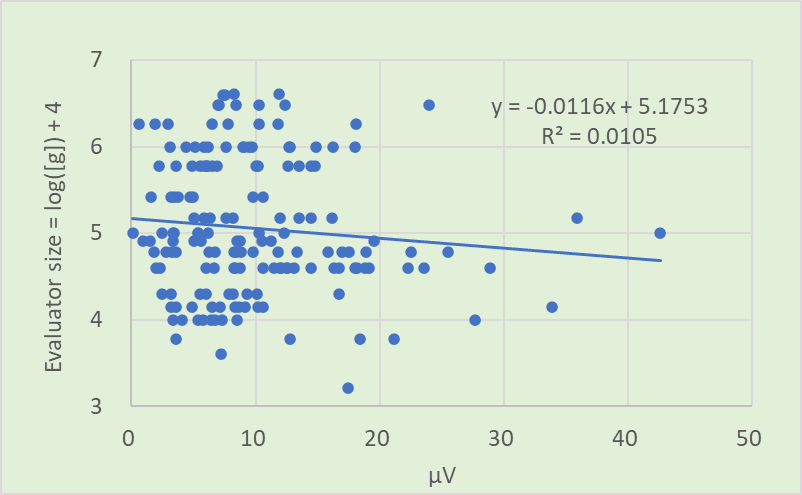 7
6
5
4
3
Evaluator size = log([g]) + 4
y = -0.0116x + 5.1753
R² = 0.0105
0 10 20 30 40 50
µV